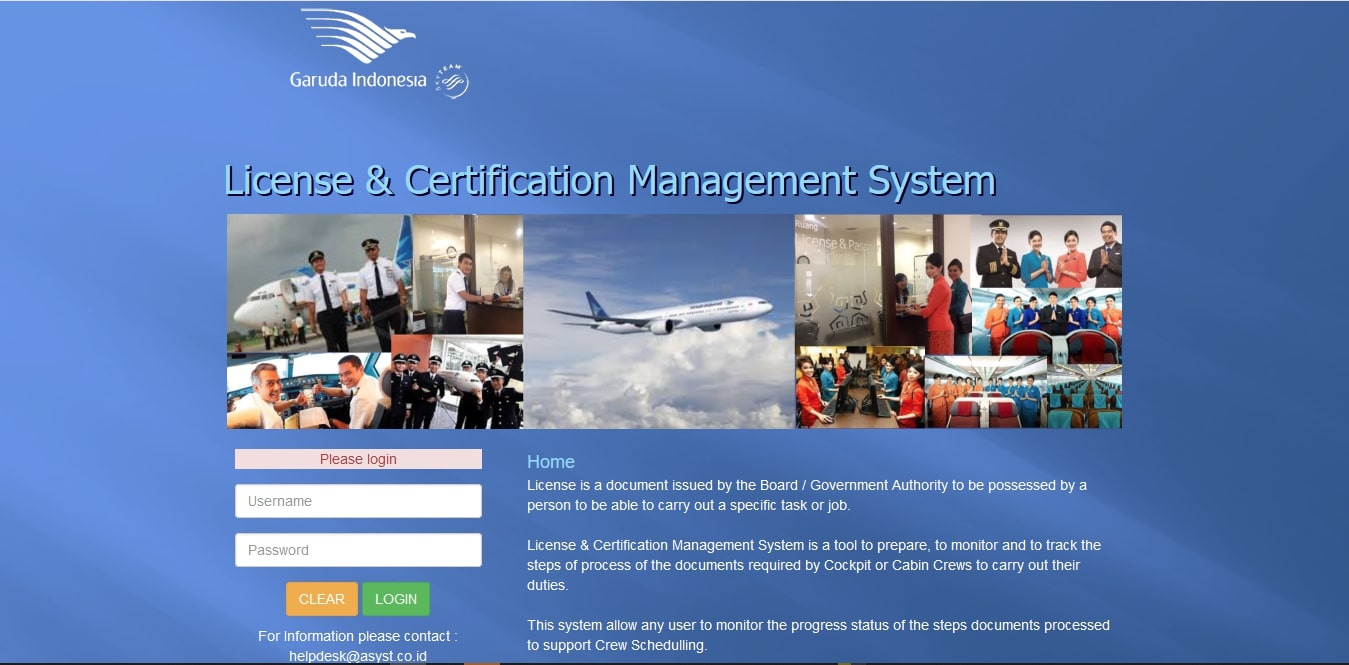 Garuda Indonesia
SKYTEAM
License & Certification Management System
Ruang
License & Pass
Please login
Username
Password
CLEAR LOGIN
For Information please contact :
helpdesk@asyst.co.id
Home
License is a document issued by the Board / Government Authority to be possessed by a
person to be able to carry out a specific task or job.
License & Certification Management System is a tool to prepare, to monitor and to track the
steps of process of the documents required by Cockpit or Cabin Crews to carry out their
duties.
This system allow any user to monitor the progress status of the steps documents processed
to support Crew Schedulling.